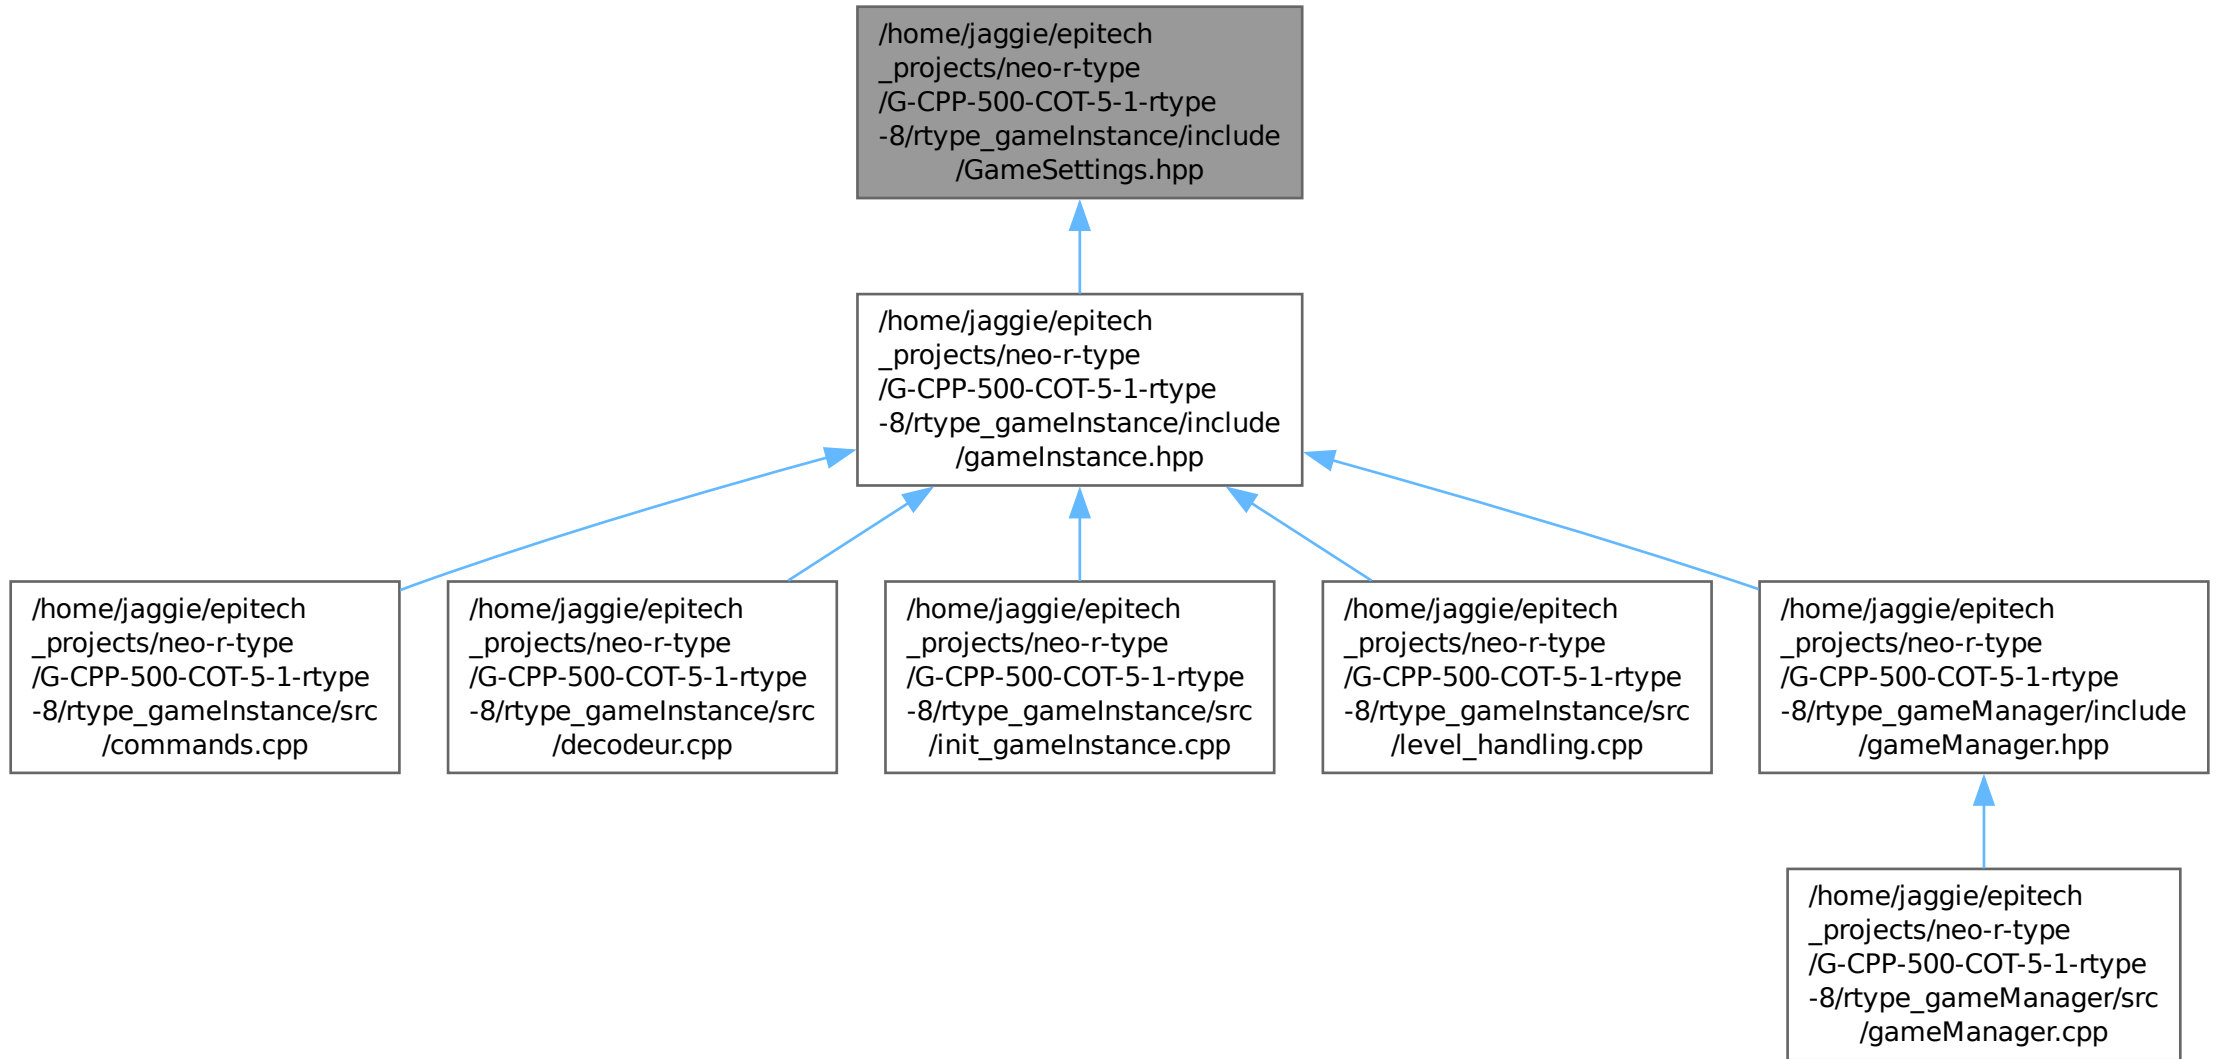 /home/jaggie/epitech
_projects/neo-r-type
/G-CPP-500-COT-5-1-rtype
-8/rtype_gameInstance/include
/GameSettings.hpp
/home/jaggie/epitech
_projects/neo-r-type
/G-CPP-500-COT-5-1-rtype
-8/rtype_gameInstance/include
/gameInstance.hpp
/home/jaggie/epitech
_projects/neo-r-type
/G-CPP-500-COT-5-1-rtype
-8/rtype_gameInstance/src
/commands.cpp
/home/jaggie/epitech
_projects/neo-r-type
/G-CPP-500-COT-5-1-rtype
-8/rtype_gameInstance/src
/decodeur.cpp
/home/jaggie/epitech
_projects/neo-r-type
/G-CPP-500-COT-5-1-rtype
-8/rtype_gameInstance/src
/init_gameInstance.cpp
/home/jaggie/epitech
_projects/neo-r-type
/G-CPP-500-COT-5-1-rtype
-8/rtype_gameInstance/src
/level_handling.cpp
/home/jaggie/epitech
_projects/neo-r-type
/G-CPP-500-COT-5-1-rtype
-8/rtype_gameManager/include
/gameManager.hpp
/home/jaggie/epitech
_projects/neo-r-type
/G-CPP-500-COT-5-1-rtype
-8/rtype_gameManager/src
/gameManager.cpp